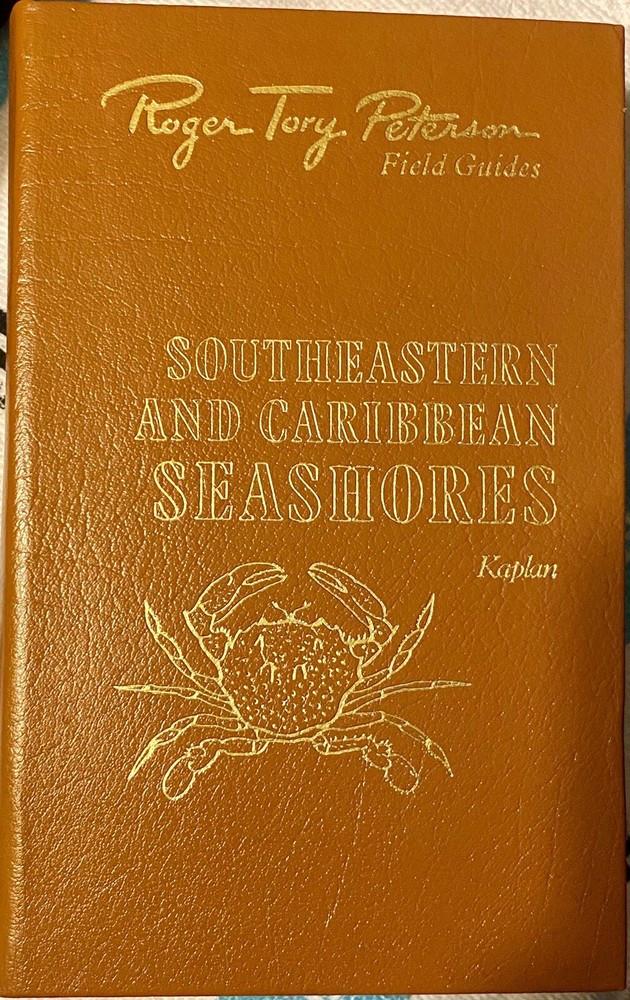 Roger Tory Peterson
Field Guides
SOUTHEASTERN
AND CARIBBEAN
SEASHORES
Kaplan